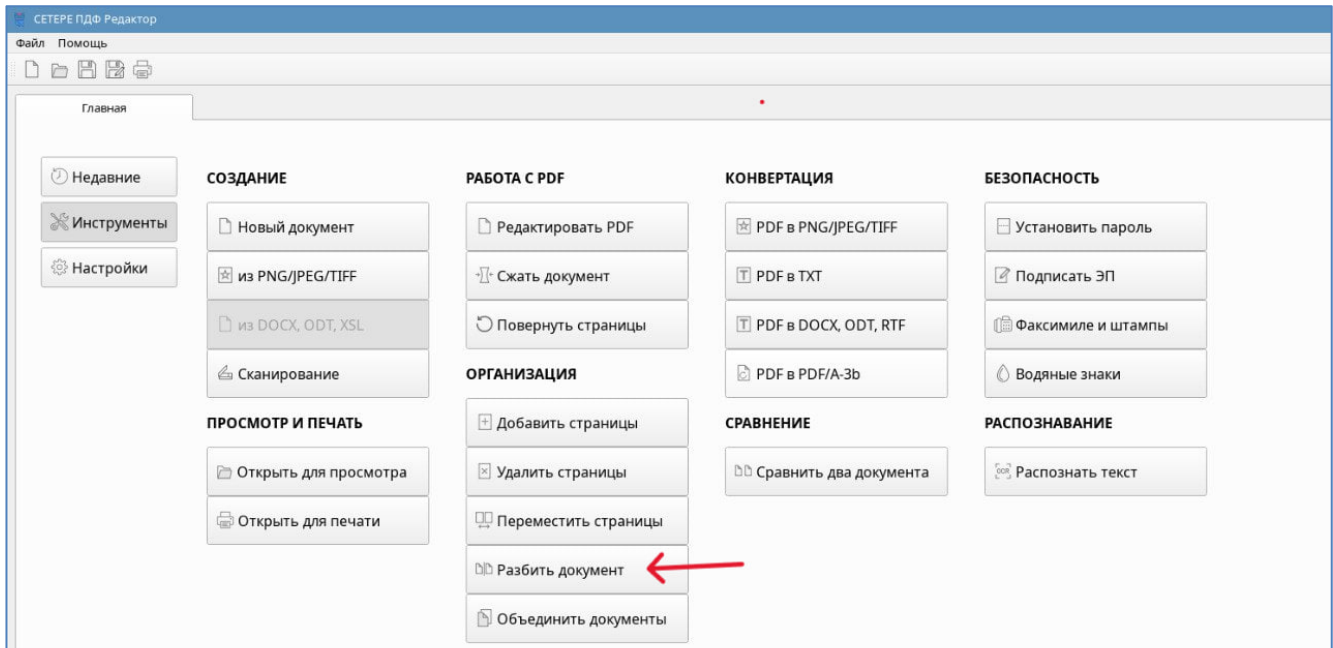 СЕТЕРЕ ПДФ Редактор
Файл Помощь
Главная
Недавние
Инструменты
Настройки
СОЗДАНИЕ
Новый документ
из PNG/JPEG/TIFF
из DOCX, ODT, XSL
Сканирование
ПРОСМОТР И ПЕЧАТЬ
Открыть для просмотра
Открыть для печати
РАБОТА С PDF
Редактировать PDF
Сжать документ
Повернуть страницы
ОРГАНИЗАЦИЯ
Добавить страницы
Удалить страницы
Переместить страницы
Разбить документ
Объединить документы
КОНВЕРТАЦИЯ
PDF в PNG/JPEG/TIFF
PDF в TXT
PDF в DOCX, ODT, RTF
PDF в PDF/A-3b
СРАВНЕНИЕ
Сравнить два документа
БЕЗОПАСНОСТЬ
Установить пароль
Подписать ЭП
Факсимиле и штампы
Водяные знаки
РАСПОЗНАВАНИЕ
Распознать текст